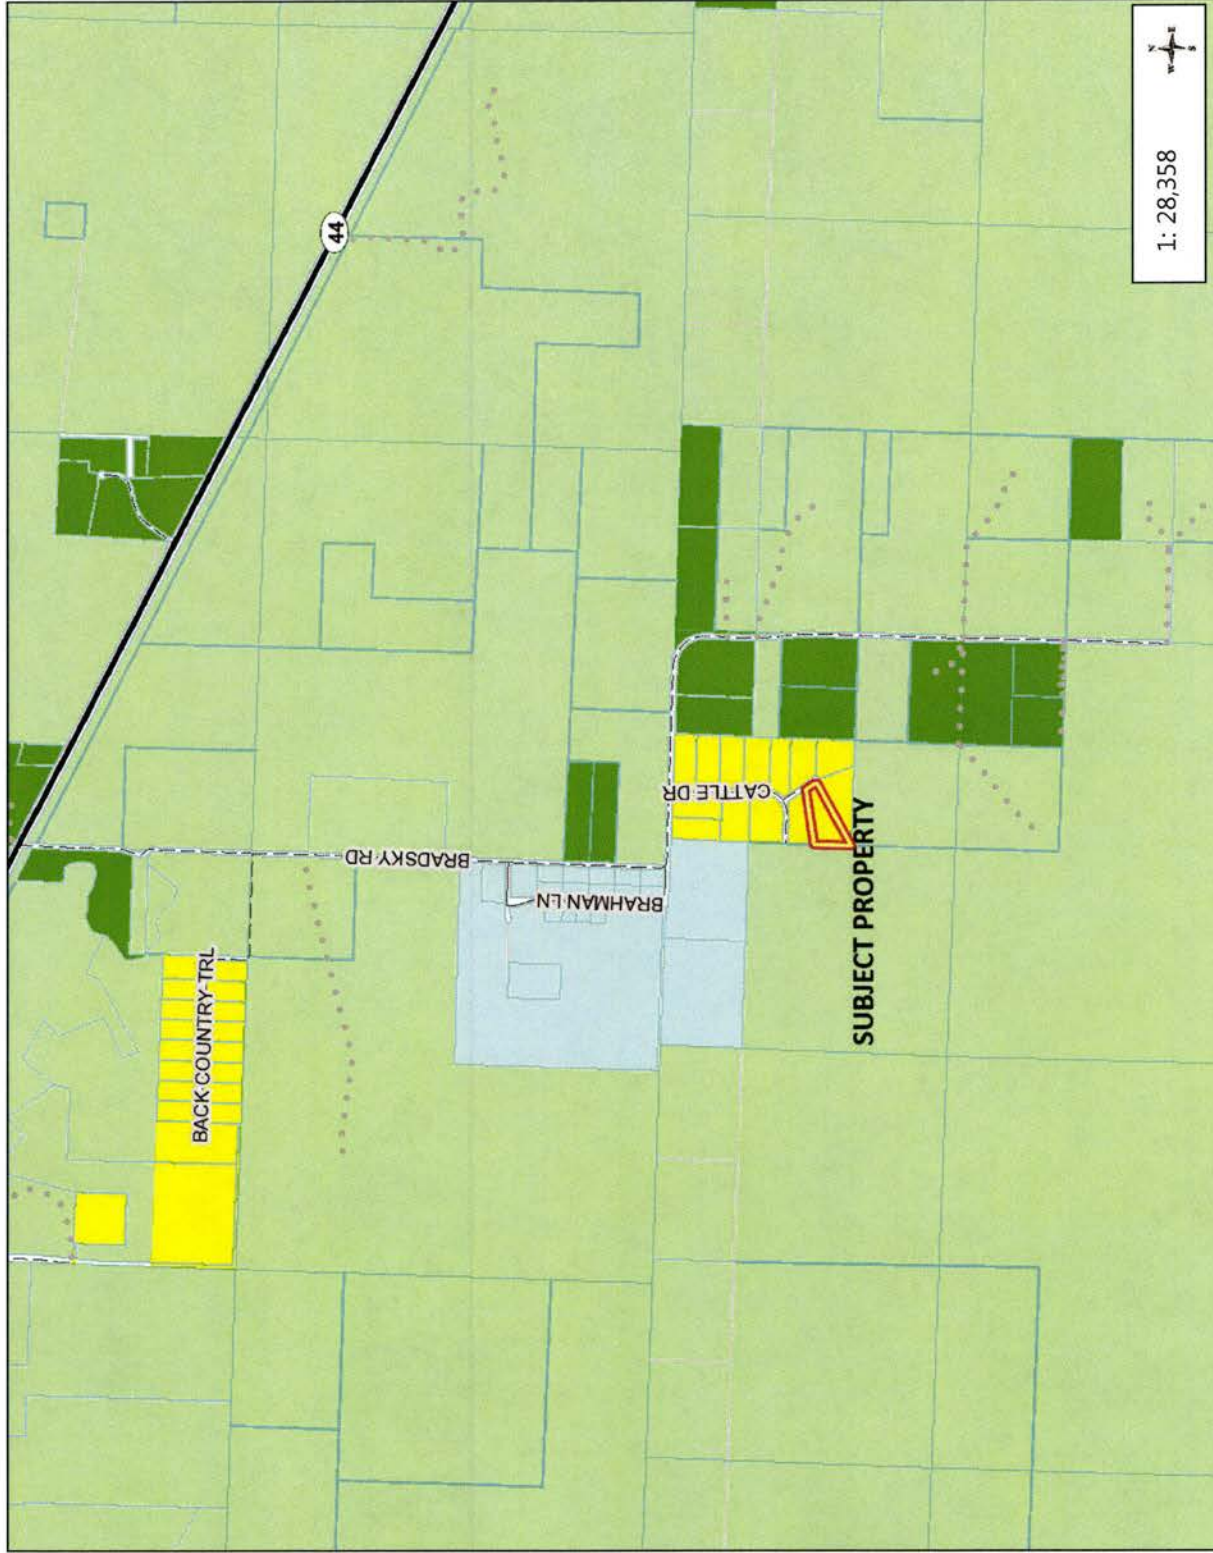 BACK COUNTRY TRL
44
BRADSKY RD
BRAHMAN LN
CATTLE DR
SUBJECT PROPERTY
N
W E
S
1: 28,358